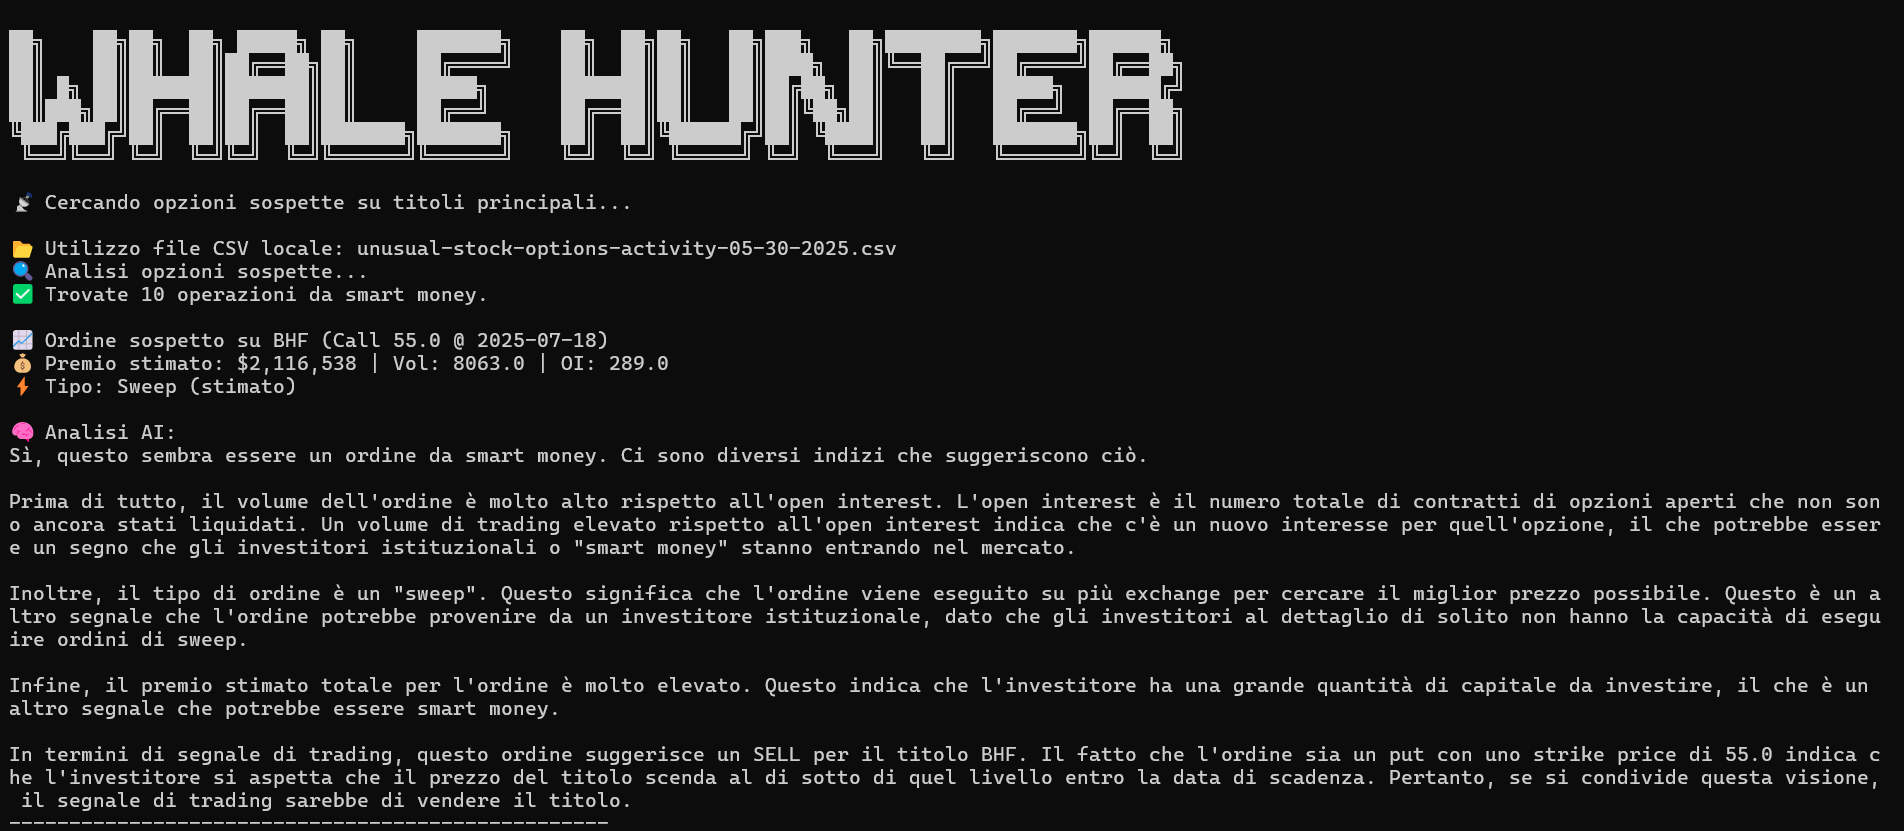 WHALE HUNTER
Cercando opzioni sospette su titoli principali...
Utilizzo file CSV locale: unusual-stock-options-activity-05-30-2025.csv
Analisi opzioni sospette...
Trovate 10 operazioni da smart money.
Ordine sospetto su BHF (Call 55.0 @ 2025-07-18)
Premio stimato: $2,116,538 | Vol: 8063.0 | OI: 289.0
Tipo: Sweep (stimato)
Analisi AI:
Sì, questo sembra essere un ordine da smart money. Ci sono diversi indizi che suggeriscono ciò.
Prima di tutto, il volume dell'ordine è molto alto rispetto all'open interest. L'open interest è il numero totale di contratti di opzioni aperti che non son
o ancora stati liquidati. Un volume di trading elevato rispetto all'open interest indica che c'è un nuovo interesse per quell'opzione, il che potrebbe esser
e un segno che gli investitori istituzionali o "smart money" stanno entrando nel mercato.
Inoltre, il tipo di ordine è un "sweep". Questo significa che l'ordine viene eseguito su più exchange per cercare il miglior prezzo possibile. Questo è un a
ltro segnale che l'ordine potrebbe provenire da un investitore istituzionale, dato che gli investitori al dettaglio di solito non hanno la capacità di esegu
ire ordini di sweep.
Infine, il premio stimato totale per l'ordine è molto elevato. Questo indica che l'investitore ha una grande quantità di capitale da investire, il che è un
altro segnale che potrebbe essere smart money.
In termini di segnale di trading, questo ordine suggerisce un SELL per il titolo BHF. Il fatto che l'ordine sia un put con uno strike price di 55.0 indica c
he l'investitore si aspetta che il prezzo del titolo scenda al di sotto di quel livello entro la data di scadenza. Pertanto, se si condivide questa visione,
il segnale di trading sarebbe di vendere il titolo.
--------------------------------------------------